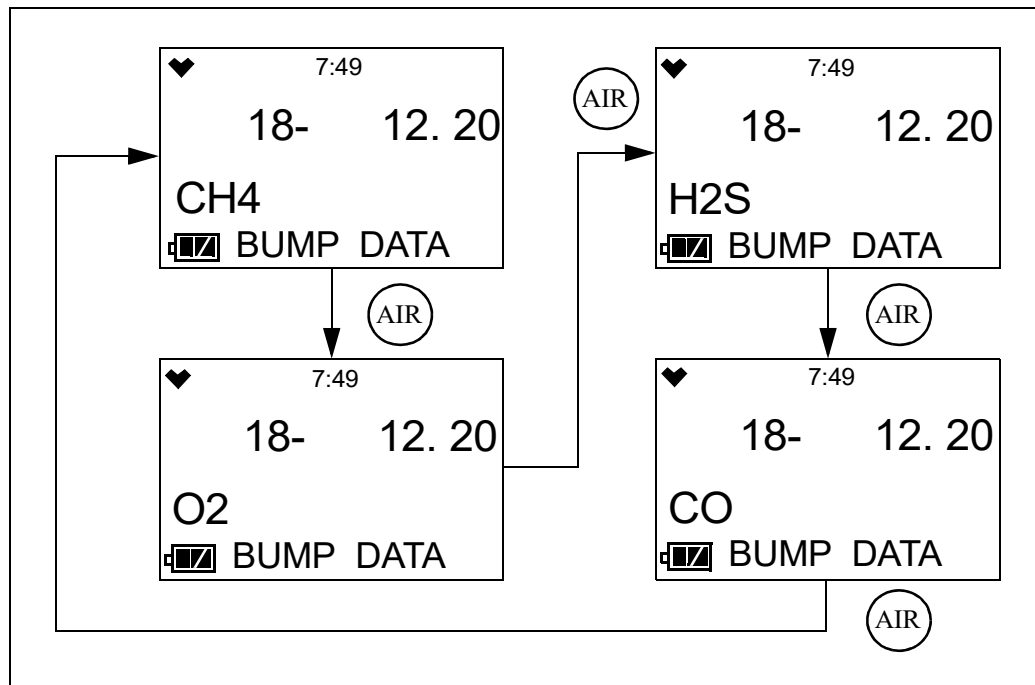 7:49
18- 12. 20
CH4
BUMP DATA
AIR
7:49
18- 12. 20
O2
BUMP DATA
AIR
7:49
18- 12. 20
H2S
BUMP DATA
AIR
7:49
18- 12. 20
CO
BUMP DATA
AIR